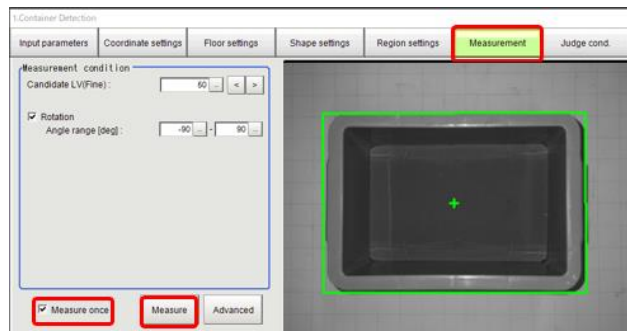 1.Container Detection
Input parameters Coordinate settings Floor settings Shape settings Region settings Measurement Judge cond.
Measurement condition
Candidate LV(Fine) : 60 ... < >
Rotation
Angle range [deg] : -90 ... - 90 ...
Measure once Measure Advanced